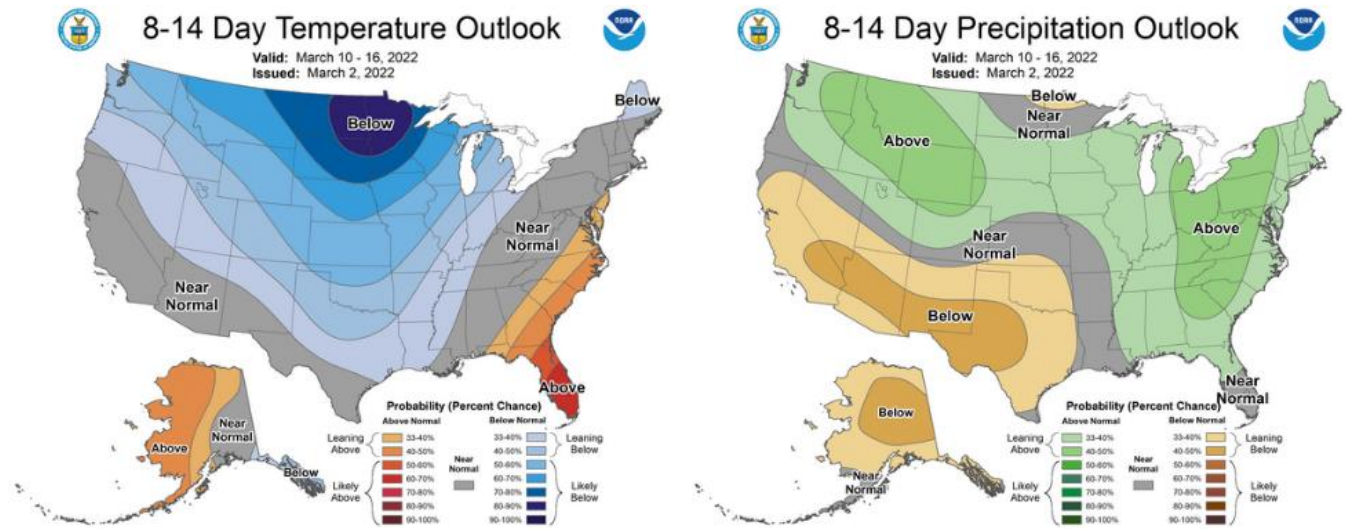 8-14 Day Temperature Outlook
Valid: March 10 - 16, 2022
Issued: March 2, 2022
Below
Below
Near
Normal
Near
Normal
Above
Above
Near
Normal
Below
Probability (Percent Chance)
Above Normal
Below Normal
Leaning
Above
33-40%
33-40%
Leaning
Below
40-50%
40-50%
50-60%
Near
Normal
50-60%
Likely
Above
60-70%
60-70%
Likely
Below
70-80%
70-80%
80-90%
80-90%
90-100%
90-100%
NOAA
8-14 Day Precipitation Outlook
Valid: March 10 - 16, 2022
Issued: March 2, 2022
Below
Near
Normal
Above
Above
Near
Normal
Below
Near
Normal
Below
Near
Normal
Probability (Percent Chance)
Above Normal
Below Normal
Leaning
Above
33-40%
33-40%
Leaning
Below
40-50%
40-50%
50-60%
Near
Normal
50-60%
Likely
Above
60-70%
60-70%
Likely
Below
70-80%
70-80%
80-90%
80-90%
90-100%
90-100%
NOAA